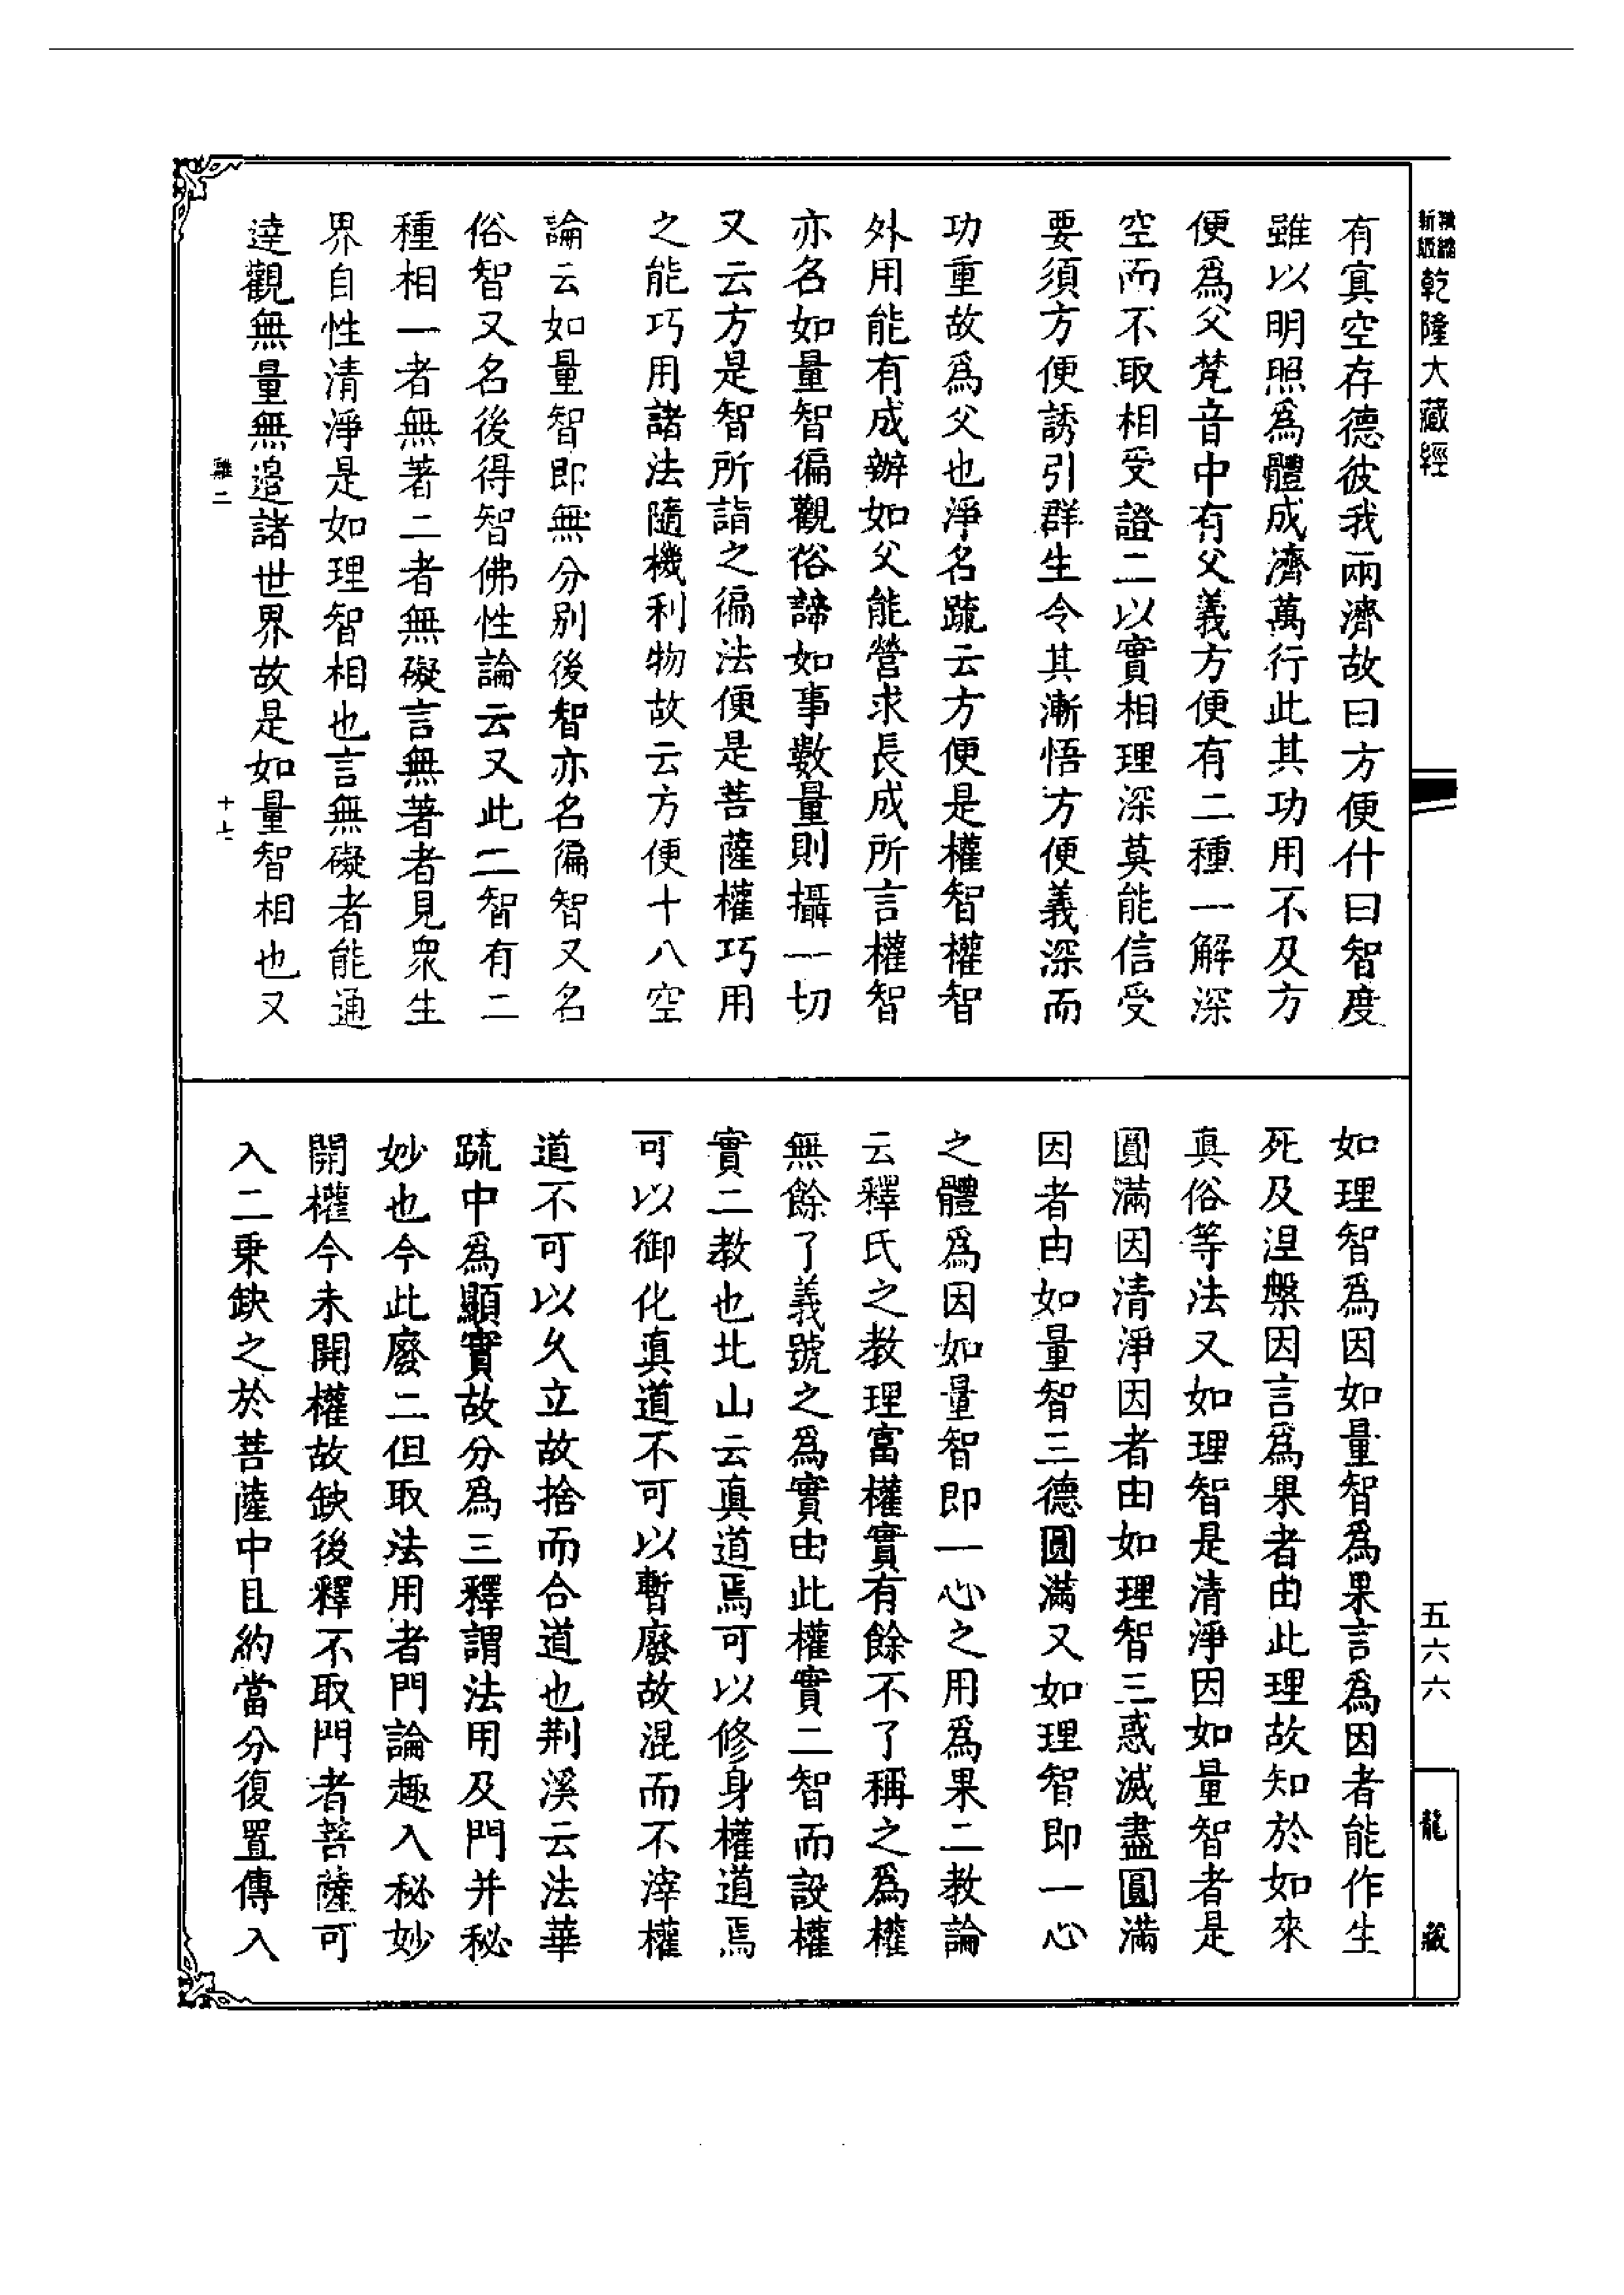 新版
乾隆大藏經
有寘空存德彼我兩濟故曰方便什曰智度
雖以明照爲體成濟萬行此其功用不及方
便爲父梵音中有父義方便有二種一解深
空而不取相受證二以實相理深莫能信受
要須方便誘引群生令其漸悟方便義深而
功重故爲父也淨名疏云方便是權智權智
外用能有成辦如父能營求長成所言權智
亦名如量智徧觀俗諦如事數量則攝一切
又云方是智所詣之徧法便是菩薩權巧用
之能巧用諸法隨機利物故云方便十八空
論云如量智即無分別後智亦名徧智又名
俗智又名後得智佛性論云又此二智有二
種相一者無著二者無礙言無著者見眾生
界自性清淨是如理智相也言無礙者能通
達觀無量無邊諸世界故是如量智相也又
二
十七
如理智爲因如量智爲果言爲因者能作生
死及涅槃因言爲果者由此理故知於如來
真俗等法又如理智是清淨因如量智者是
圓滿因清淨因者由如理智三惑滅盡圓滿
因者由如量智三德圓滿又如理智即一心
之體爲因如量智即一心之用爲果二教論
云釋氏之教理富權實有餘不了稱之爲權
無餘了義號之爲實由此權實二智而設權
實二教也北山云真道焉可以修身權道焉
可以御化真道不可以暫廢故混而不滓權
道不可以久立故捨而合道也荆溪云法華
疏中爲顯實故分爲三釋謂法用及門并秘
妙也今此廢二但取法用者門論趣入秘妙
開權今未開權故缺後釋不取門者菩薩可
入二乘缺之於菩薩中且約當分復置傳入
五六六
龍藏